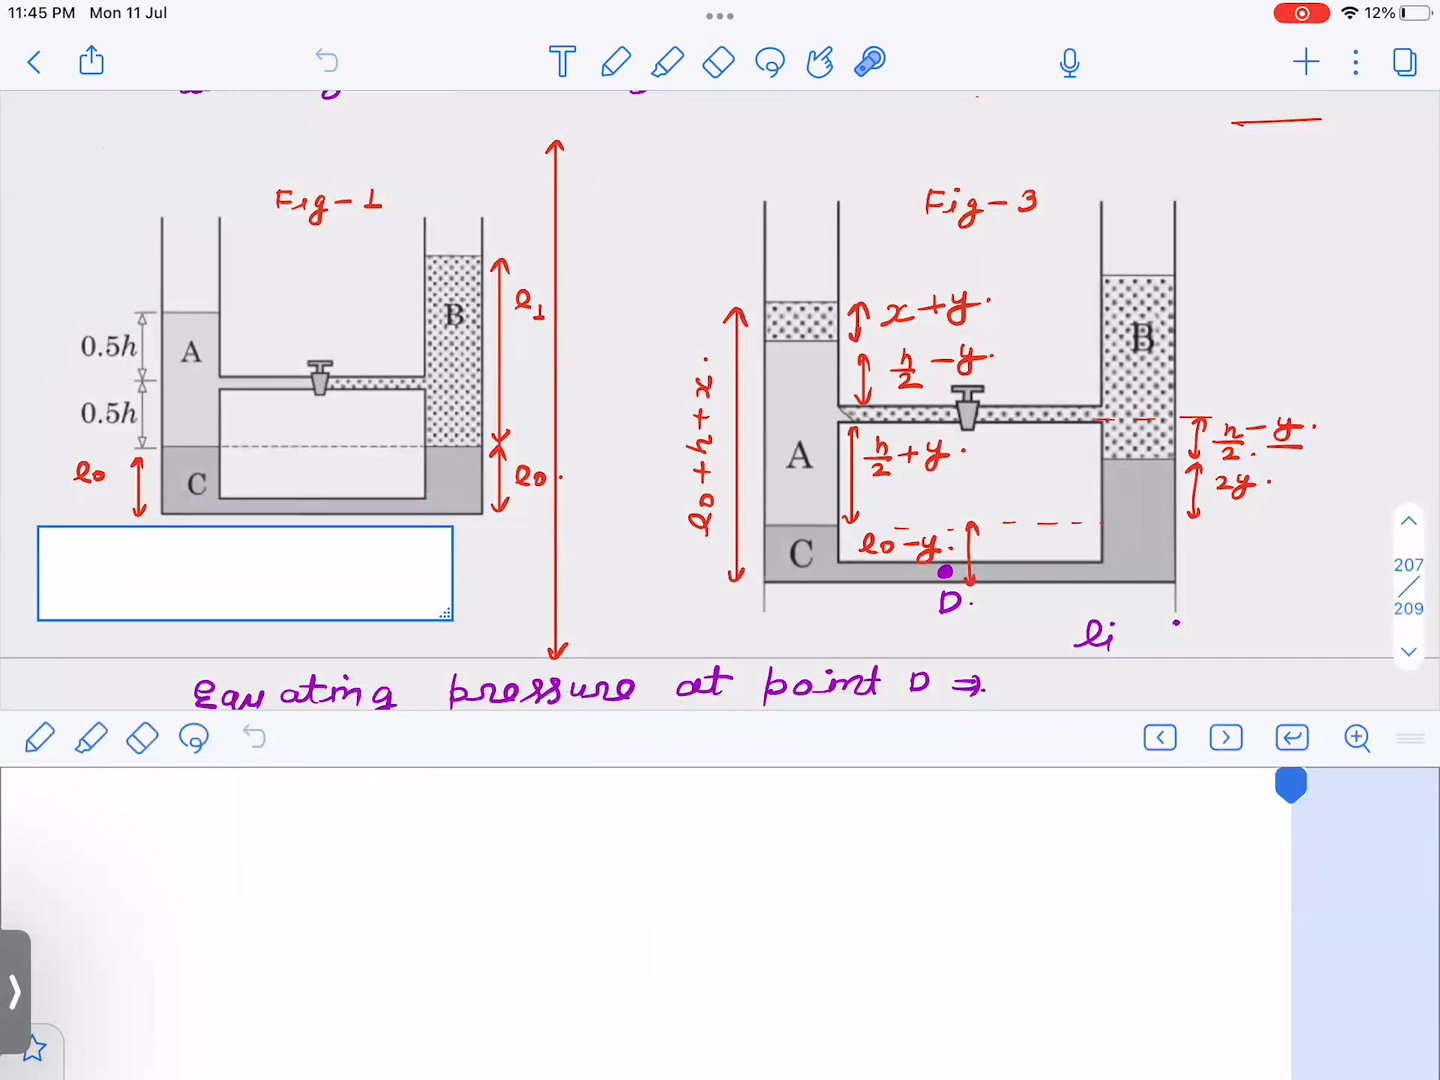 11:45 PM Mon 11 Jul
12%
Fig-1
Fig-3
0.5h
A
0.5h
l0
C
B
l1
l0.
l0+h+x.
x+y.
h/2-y.
A
h/2+y.
C
l0-y.
D.
B
h/2.-y.
2y.
li
207
209
Equating pressure at point D ⇒.